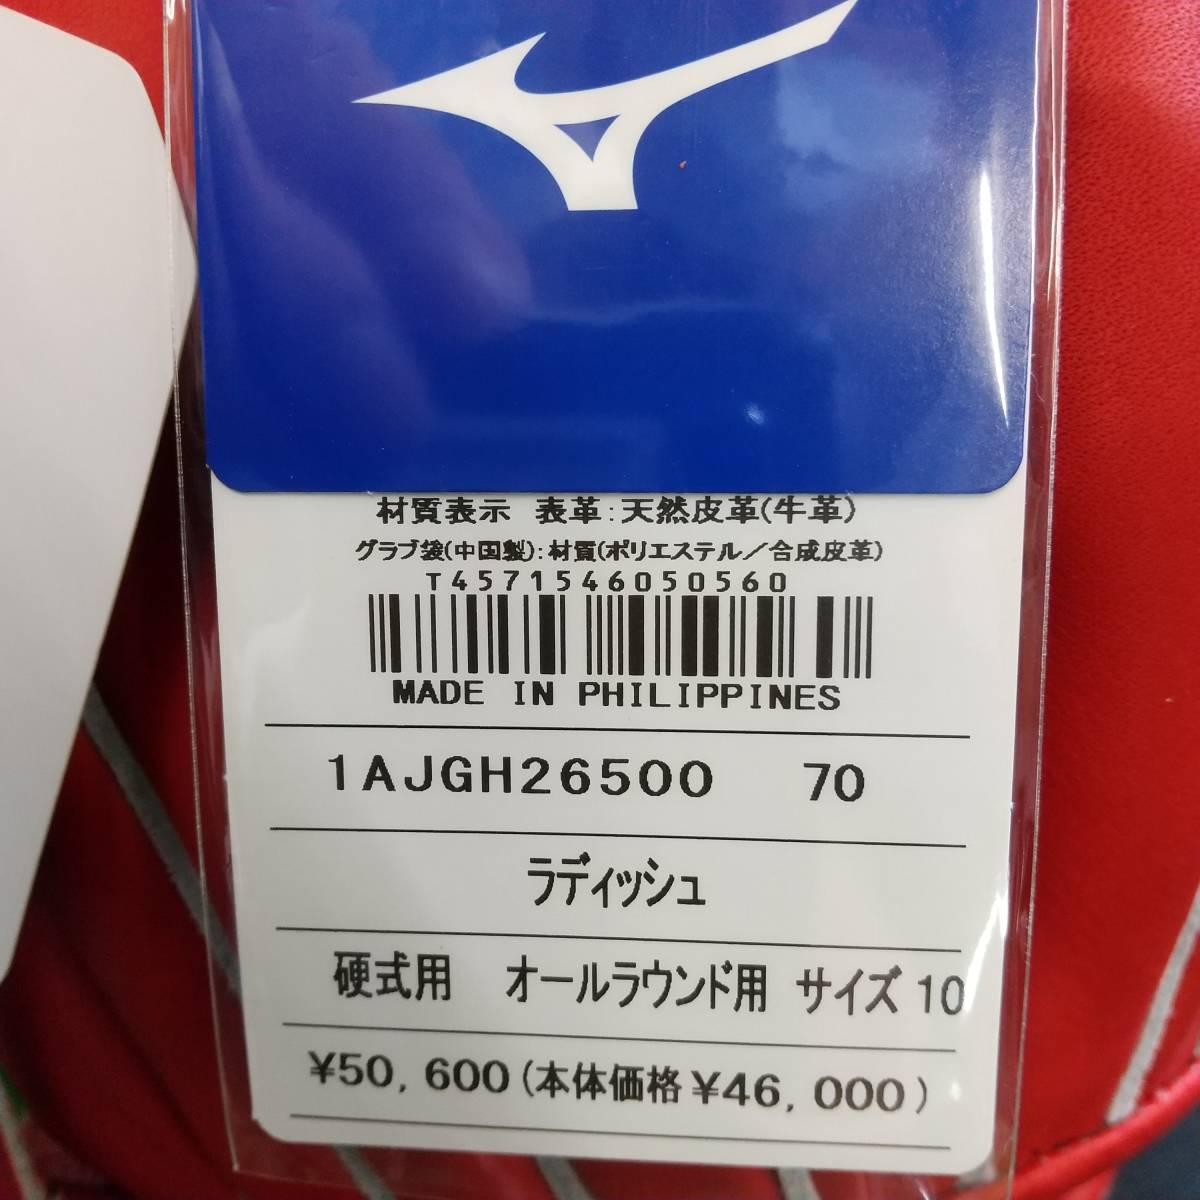 材質表示 表革:天然皮革(牛革)
グラブ袋(中国製):材質(ポリエステル/合成皮革)
T4571546050560
MADE IN PHILIPPINES
1AJGH26500 70
ラディッシュ
硬式用 オールラウンド用 サイズ 10
¥50,600(本体価格¥46,000)